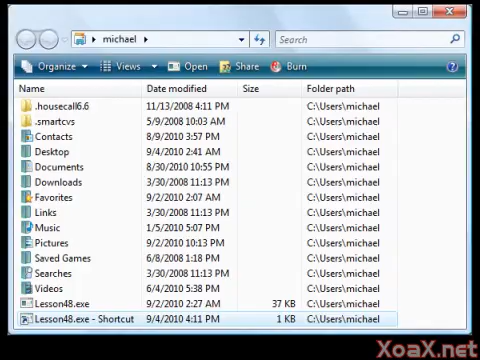 michael
Search
Organize Views Open Share Burn
Name Date modified Size Folder path
.housecall6.6 11/13/2008 4:11 PM C:\Users\michael
.smartcvs 5/9/2008 10:03 AM C:\Users\michael
Contacts 8/9/2010 3:57 PM C:\Users\michael
Desktop 9/4/2010 2:41 AM C:\Users\michael
Documents 8/30/2010 10:55 PM C:\Users\michael
Downloads 3/30/2008 11:13 PM C:\Users\michael
Favorites 9/2/2010 2:07 AM C:\Users\michael
Links 3/30/2008 11:13 PM C:\Users\michael
Music 1/5/2010 5:07 PM C:\Users\michael
Pictures 9/2/2010 10:13 PM C:\Users\michael
Saved Games 6/8/2008 1:18 PM C:\Users\michael
Searches 3/30/2008 11:13 PM C:\Users\michael
Videos 6/4/2010 5:38 PM C:\Users\michael
Lesson48.exe 9/2/2010 2:27 AM 37 KB C:\Users\michael
Lesson48.exe - Shortcut 9/4/2010 4:11 PM 1 KB C:\Users\michael
XoaX.net